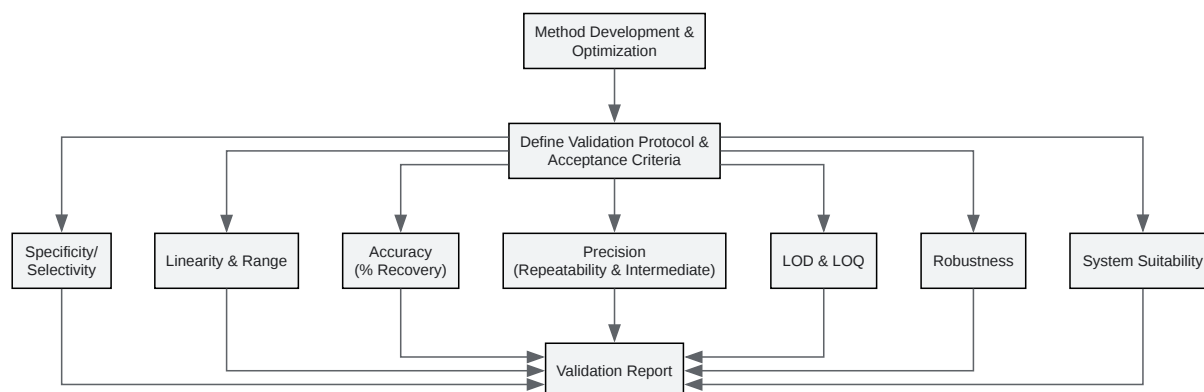 Method Development &
Optimization
Define Validation Protocol &
Acceptance Criteria
Specificity/
Selectivity
Linearity & Range
Accuracy
(% Recovery)
Precision
(Repeatability & Intermediate)
LOD & LOQ
Robustness
System Suitability
Validation Report